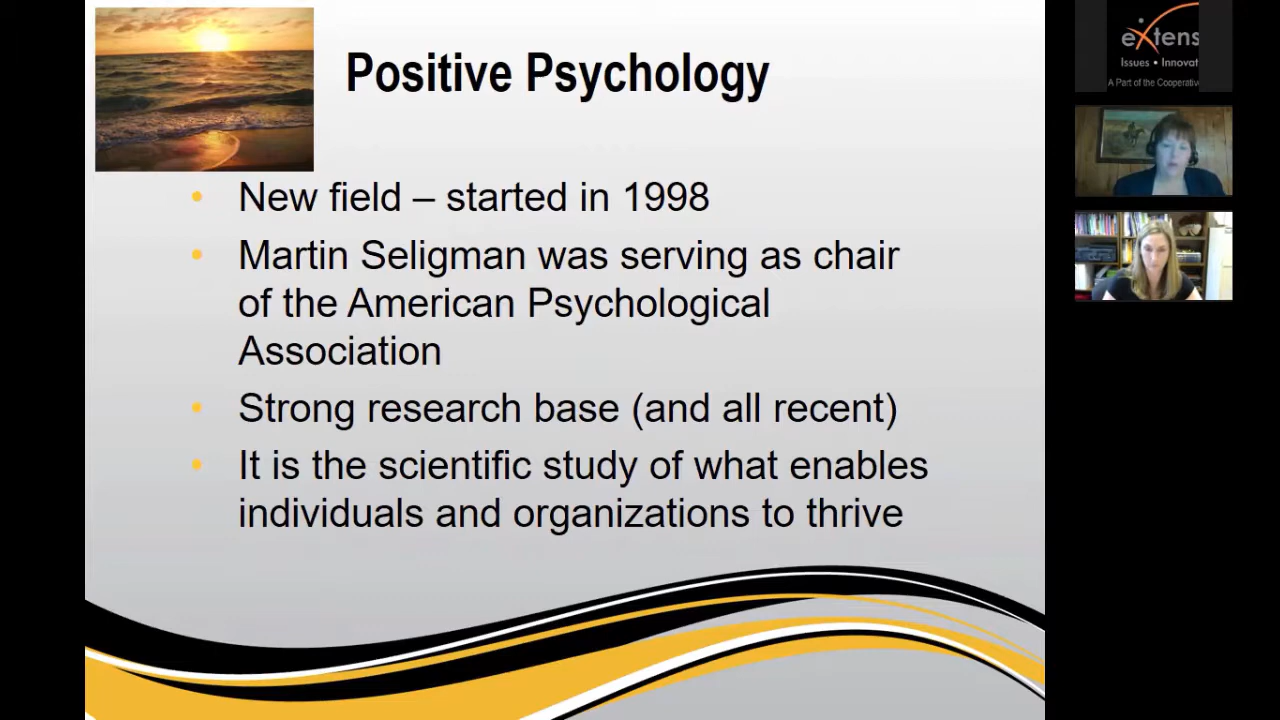 Positive Psychology
• New field – started in 1998
• Martin Seligman was serving as chair
of the American Psychological
Association
• Strong research base (and all recent)
• It is the scientific study of what enables
individuals and organizations to thrive
eXtens
Issues • Innovat
A Part of the Cooperative